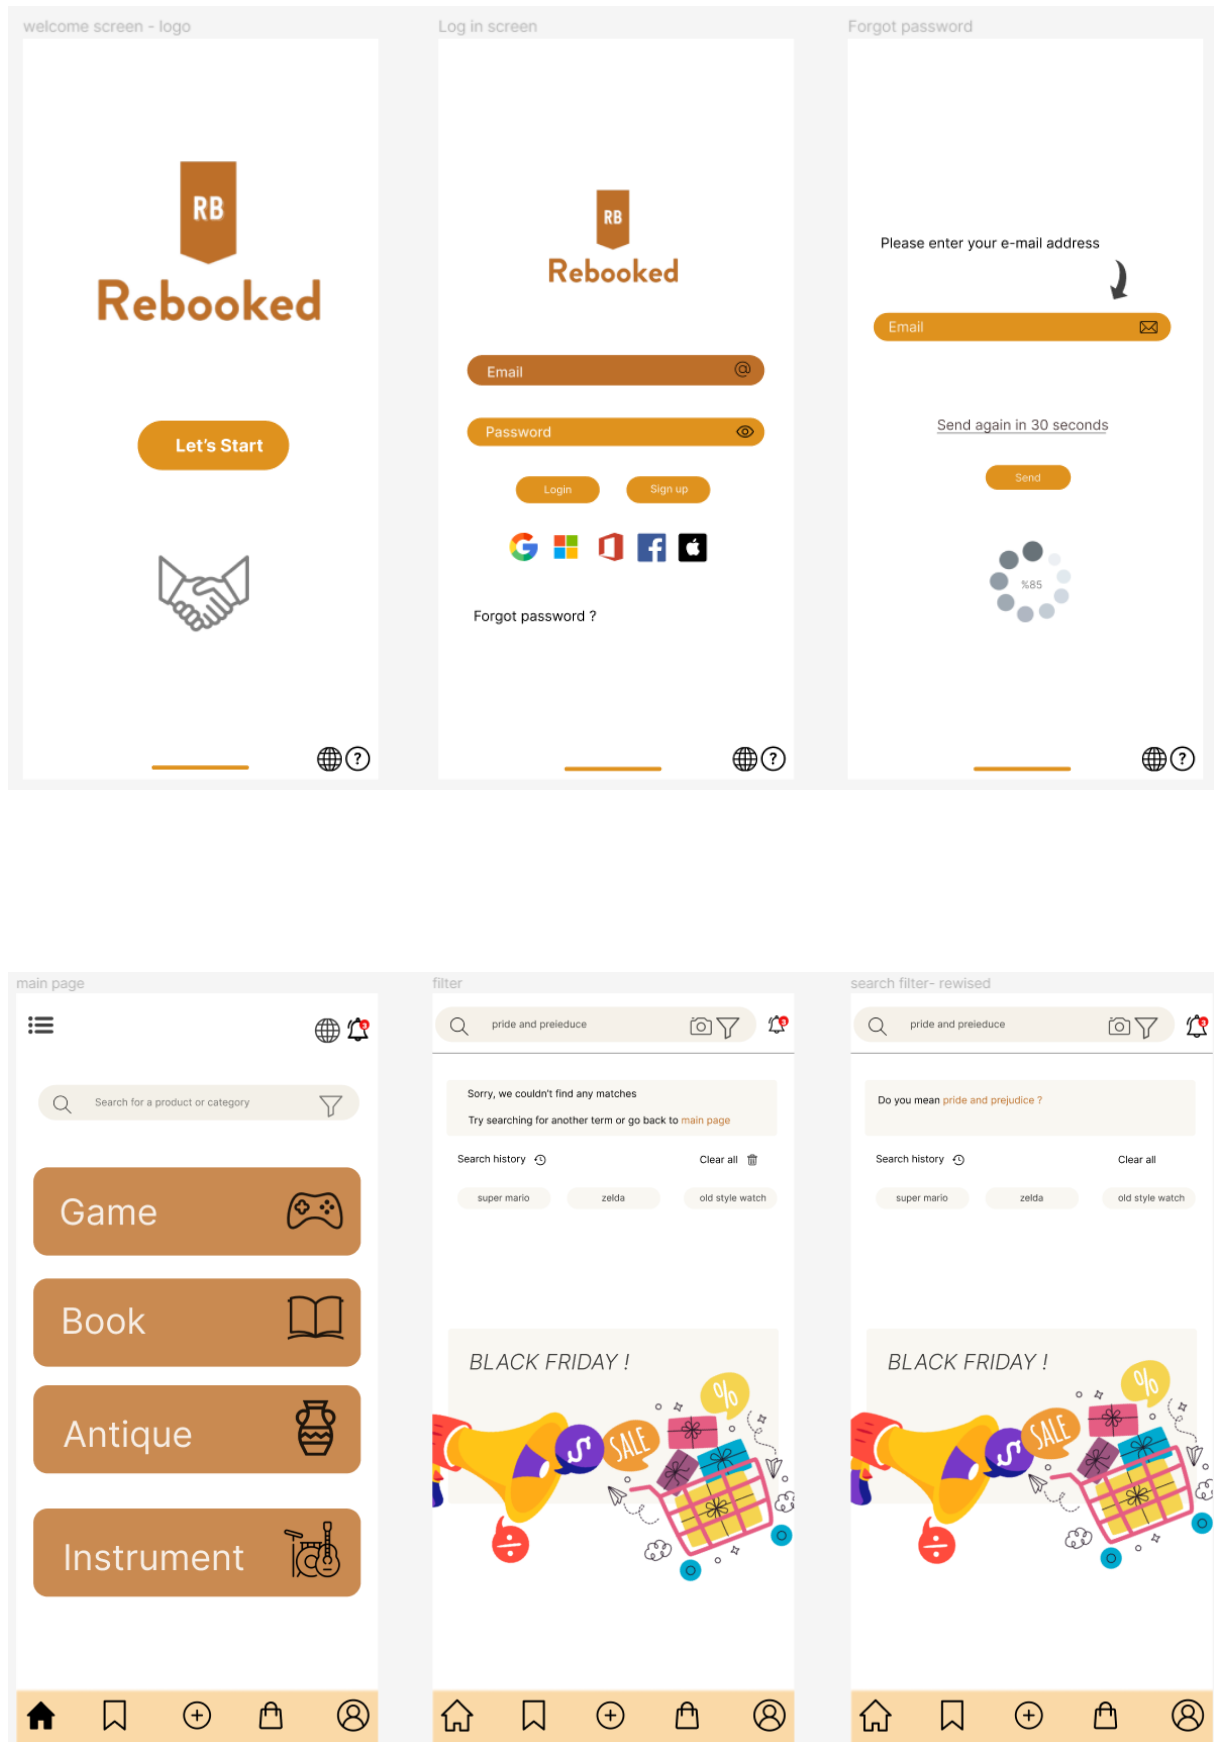 welcome screen - logo
RB
Rebooked
Let's Start
?
Log in screen
RB
Rebooked
Email @
Password
Login Sign up
Forgot password ?
?
Forgot password
Please enter your e-mail address
Email
Send again in 30 seconds
Send
%85
?
main page
3
Search for a product or category
Game
Book
Antique
Instrument
filter
pride and preieduce
3
Sorry, we couldn't find any matches
Try searching for another term or go back to main page
Search history Clear all
super mario zelda old style watch
BLACK FRIDAY !
%
$ SALE
÷
search filter- rewised
pride and preieduce
3
Do you mean pride and prejudice ?
Search history Clear all
super mario zelda old style watch
BLACK FRIDAY !
%
$ SALE
÷